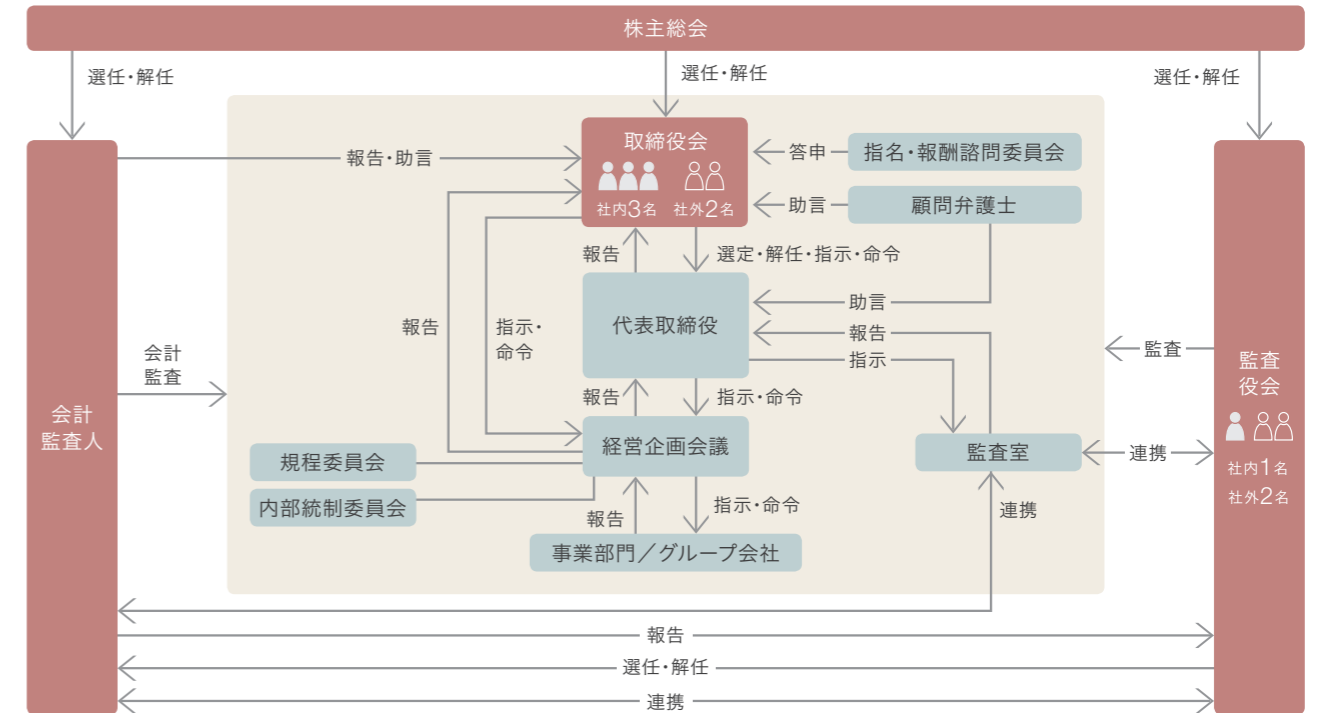 株主総会
選任・解任
選任・解任
選任・解任
取締役会
社内3名 社外2名
報告・助言
答申
指名・報酬諮問委員会
助言
顧問弁護士
報告
選定・解任・指示・命令
代表取締役
助言
報告
指示
報告
指示・
命令
会計
監査
監査
会計
監査人
監査
役会
社内1名
社外2名
報告
指示・命令
経営企画会議
規程委員会
内部統制委員会
監査室
連携
連携
報告
指示・命令
事業部門／グループ会社
報告
選任・解任
連携